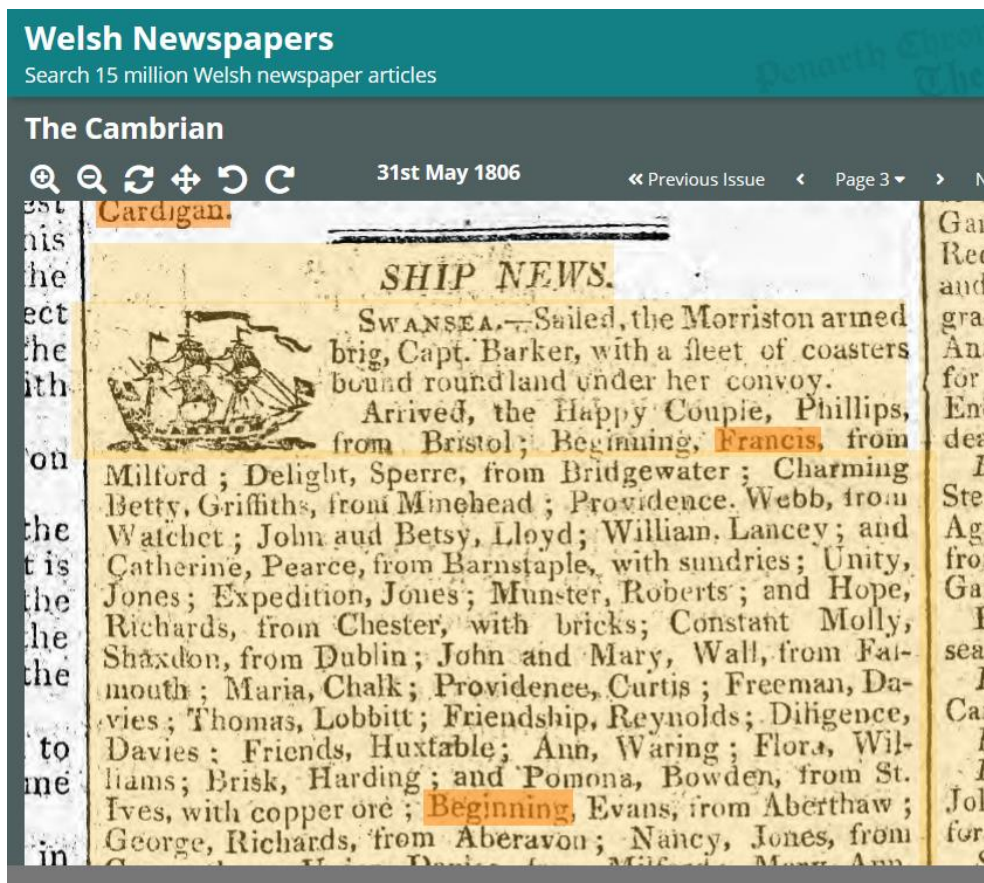 Welsh Newspapers
Search 15 million Welsh newspaper articles
The Cambrian
31st May 1806
Previous Issue
Page 3
Cardigan.
SHIP NEWS.
SWANSEA.—Sailed, the Morriston armed
brig, Capt. Barker, with a fleet of coasters
bound round land under her convoy.
Arrived, the Happy Couple, Phillips,
from Bristol; Beginning, Francis, from
Milford ; Delight, Sperre, from Bridgewater ; Charming
Betty, Griffiths, from Minehead ; Providence. Webb, from
Watchet ; John and Betsy, Lloyd; William, Lancey; and
Catherine, Pearce, from Barnstaple, with sundries; Unity,
Jones; Expedition, Jones; Munster, Roberts; and Hope,
Richards, from Chester, with bricks; Constant Molly,
Shaxdon, from Dublin; John and Mary, Wall, from Fal-
mouth ; Maria, Chalk; Providence, Curtis ; Freeman, Da-
vies; Thomas, Lobbitt; Friendship, Reynolds; Diligence,
Davies; Friends, Huxtable; Ann, Waring ; Flora, Wil-
liams; Brisk, Harding ; and Pomona, Bowden, from St.
Ives, with copper ore ; Beginning, Evans, from Aberthaw ;
George, Richards, from Aberavon; Nancy, Jones, from